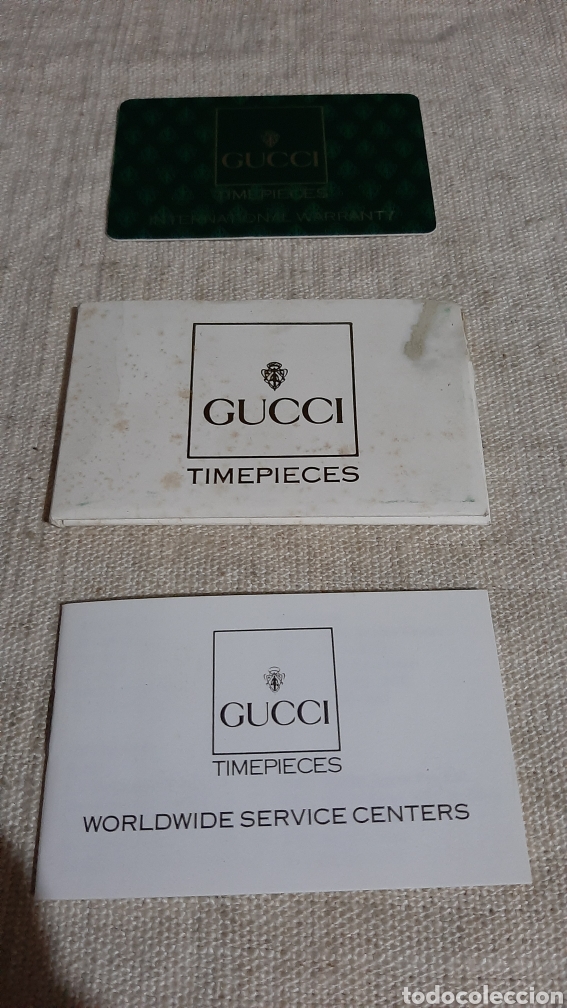 GUCCI
TIMEPIECES
INTERNATIONAL WARRANTY
GUCCI
TIMEPIECES
GUCCI
TIMEPIECES
WORLDWIDE SERVICE CENTERS
todocoleccion